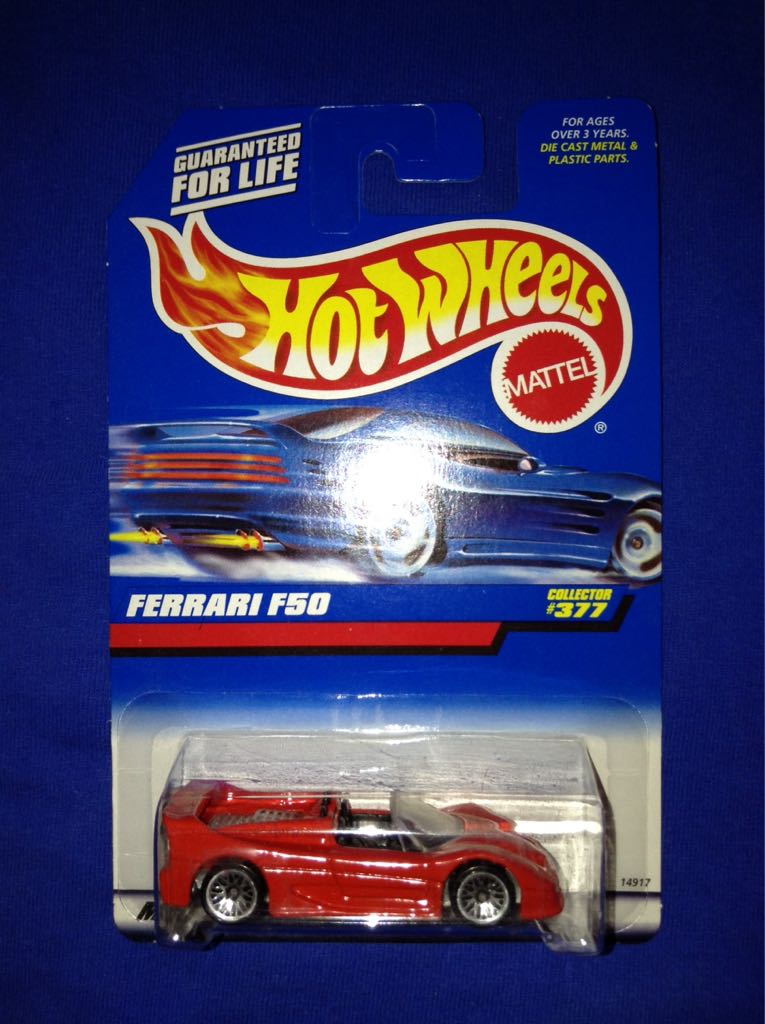 GUARANTEED
FOR LIFE
FOR AGES
OVER 3 YEARS.
DIE CAST METAL &
PLASTIC PARTS.
Hot Wheels
MATTEL
®
FERRARI F50
COLLECTOR
#377
14917